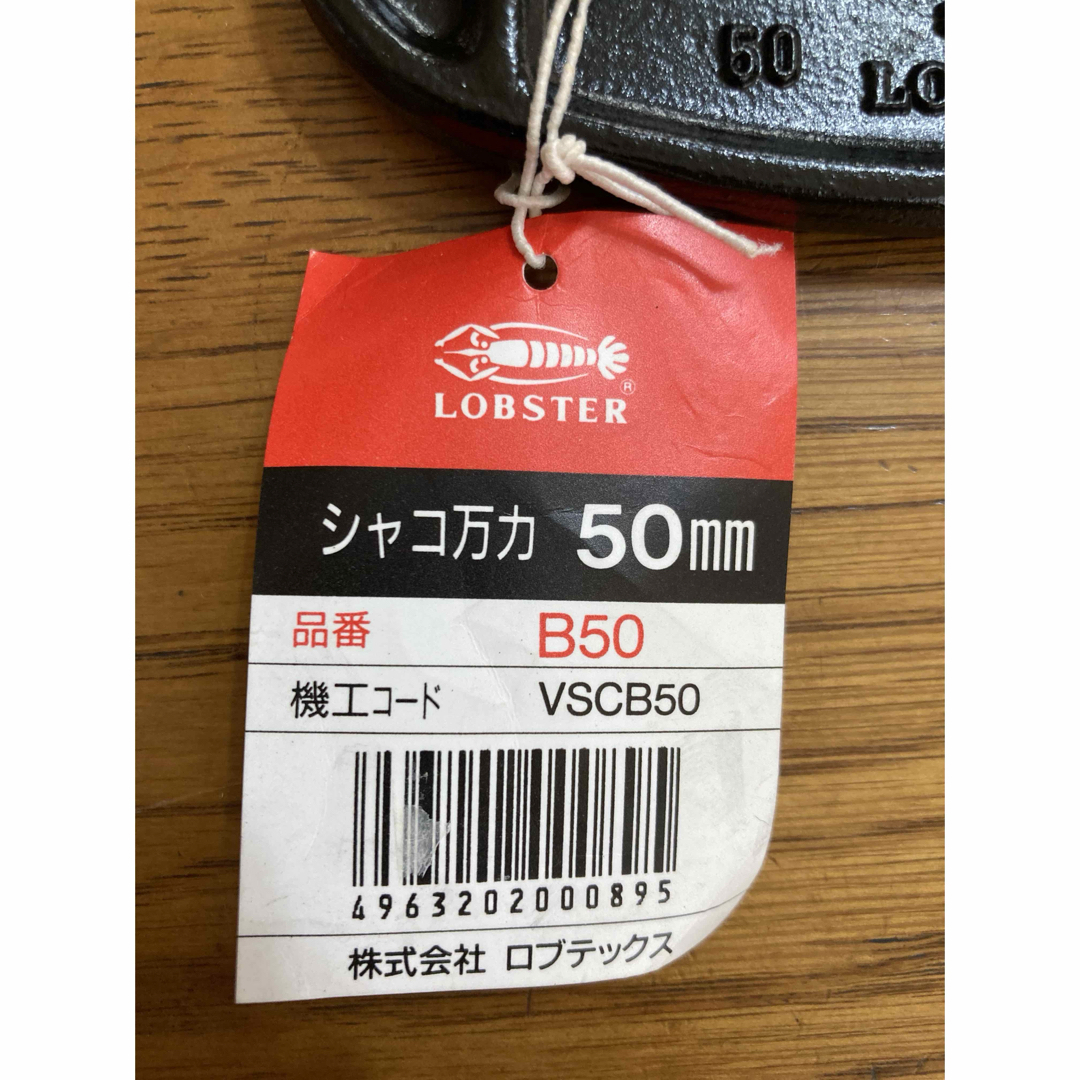 50
LO
LOBSTER
®
シャコ万力 50mm
品番 B50
機工コード VSCB50
4963202000895
株式会社 ロブテックス